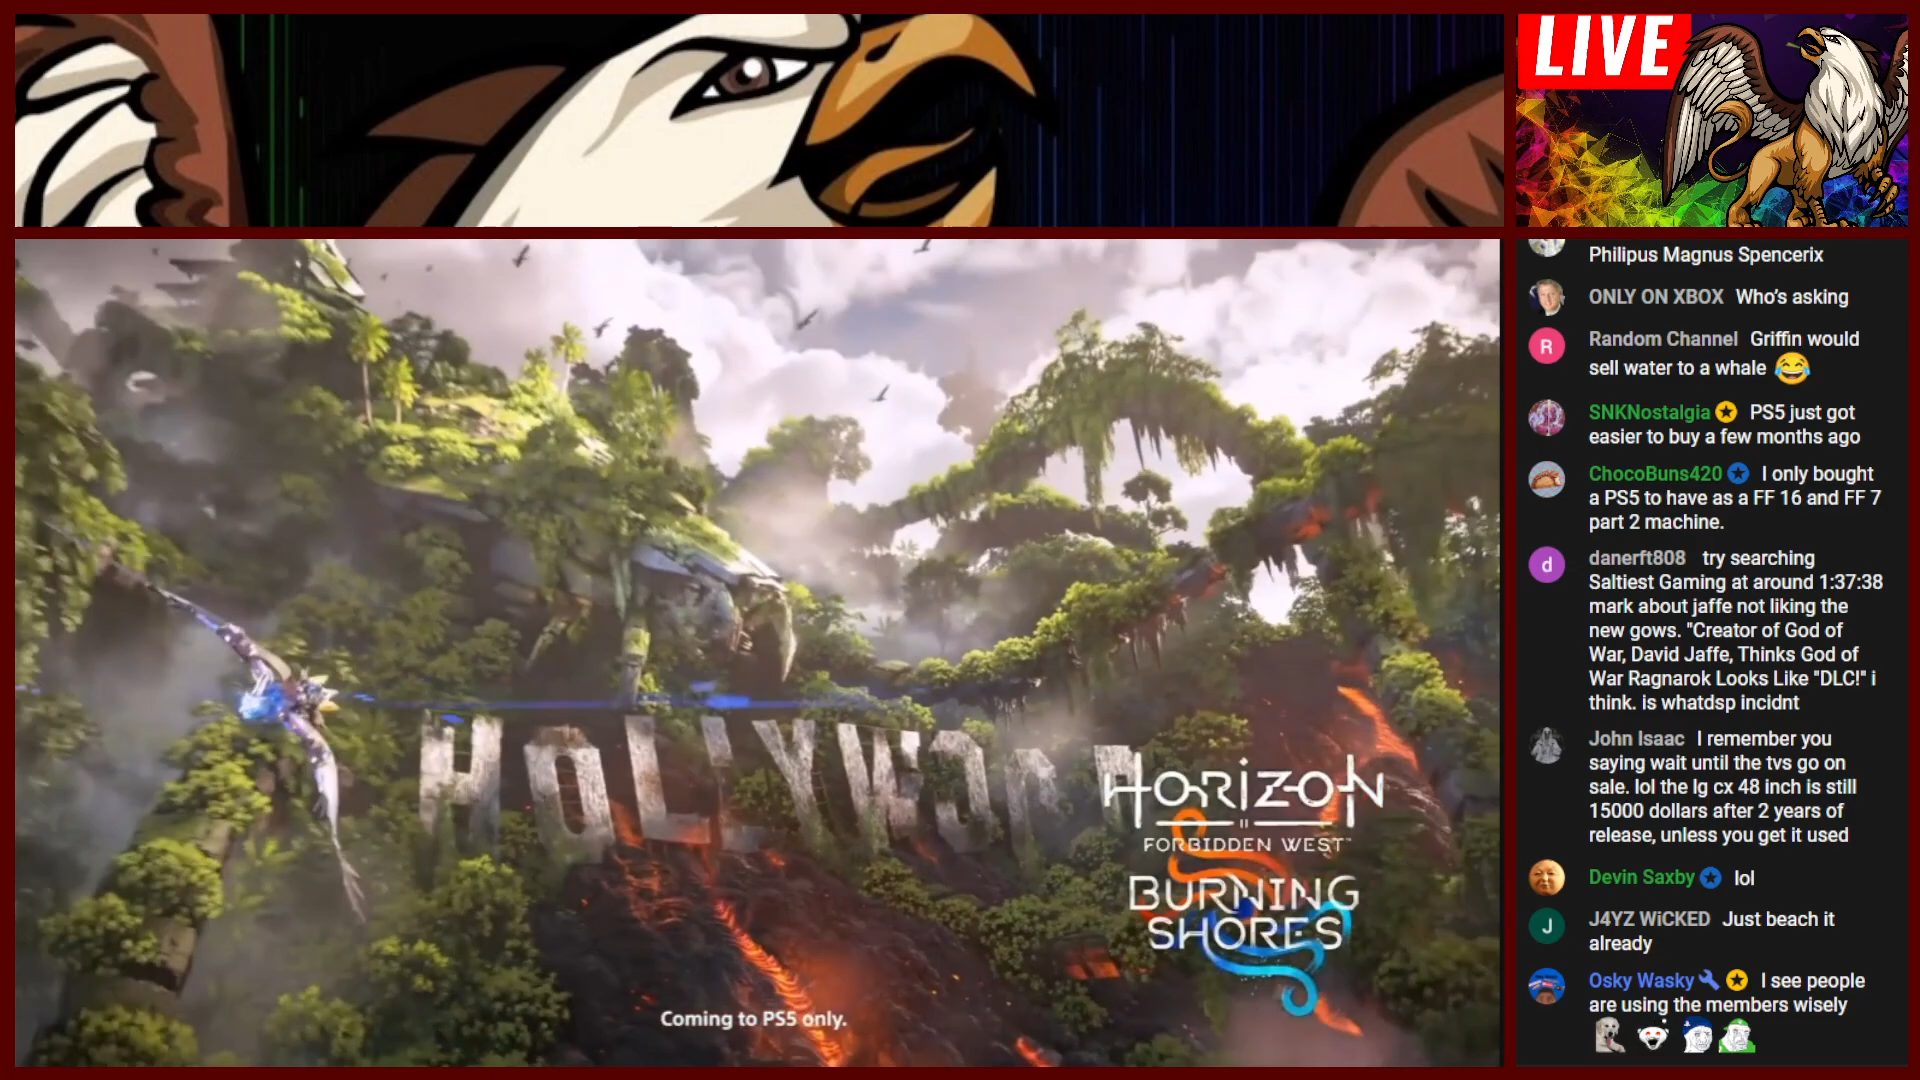 LIVE
HOLLYWOOD
HORIZON
II
FORBIDDEN WEST™
BURNING
SHORES
Coming to PS5 only.
Philipus Magnus Spencerix
ONLY ON XBOX Who's asking
R
Random Channel Griffin would
sell water to a whale 😂
SNKNostalgia PS5 just got
easier to buy a few months ago
ChocoBuns420 I only bought
a PS5 to have as a FF 16 and FF 7
part 2 machine.
d
danerft808 try searching
Saltiest Gaming at around 1:37:38
mark about jaffe not liking the
new gows. "Creator of God of
War, David Jaffe, Thinks God of
War Ragnarok Looks Like "DLC!" i
think. is whatdsp incidnt
John Isaac I remember you
saying wait until the tvs go on
sale. lol the lg cx 48 inch is still
15000 dollars after 2 years of
release, unless you get it used
Devin Saxby lol
J
J4YZ WiCKED Just beach it
already
Osky Wasky I see people
are using the members wisely